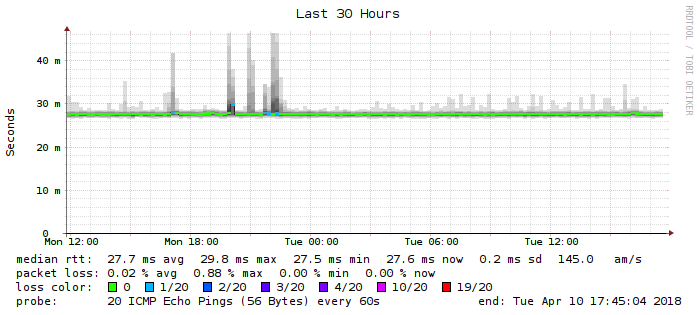 Last 30 Hours
RRDTOOL / TOBI OETIKER
Seconds
40 m
30 m
20 m
10 m
0
Mon 12:00 Mon 18:00 Tue 00:00 Tue 06:00 Tue 12:00
median rtt: 27.7 ms avg 29.8 ms max 27.5 ms min 27.6 ms now 0.2 ms sd 145.0 am/s
packet loss: 0.02 % avg 0.88 % max 0.00 % min 0.00 % now
loss color: 0 1/20 2/20 3/20 4/20 10/20 19/20
probe: 20 ICMP Echo Pings (56 Bytes) every 60s end: Tue Apr 10 17:45:04 2018